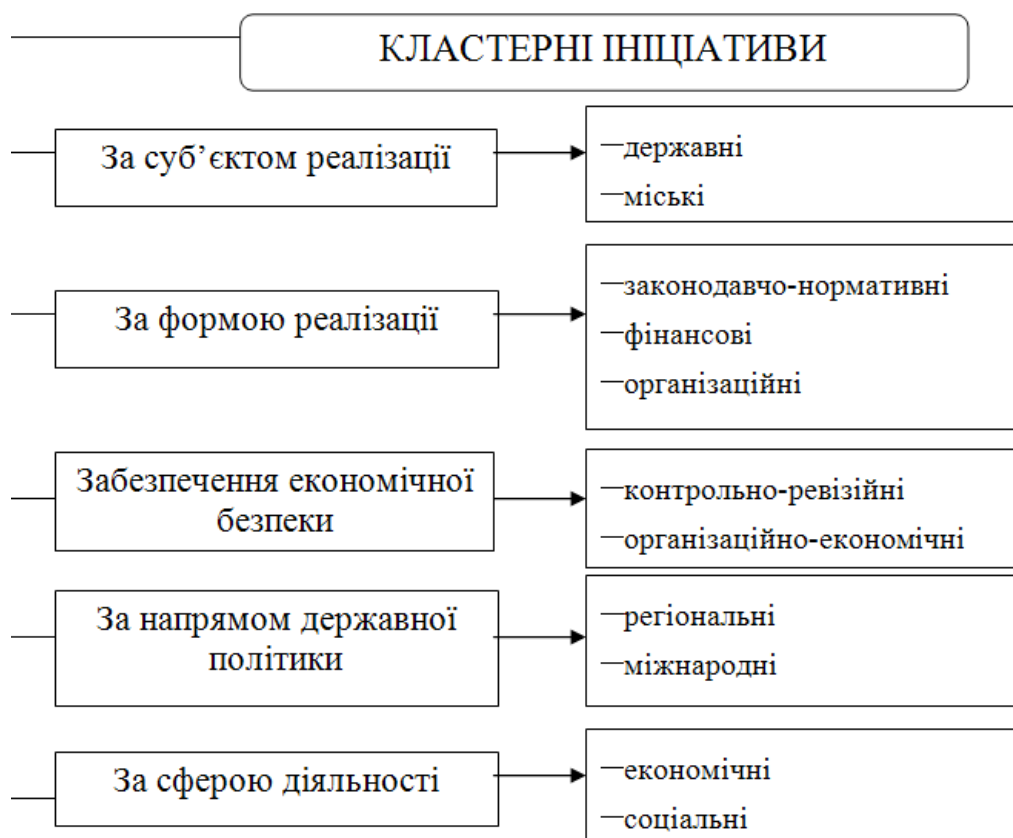 КЛАСТЕРНІ ІНІЦІАТИВИ
За суб’єктом реалізації
—державні
—міські
За формою реалізації
—законодавчо-нормативні
—фінансові
—організаційні
Забезпечення економічної
безпеки
—контрольно-ревізійні
—організаційно-економічні
За напрямом державної
політики
—регіональні
—міжнародні
За сферою діяльності
—економічні
—соціальні